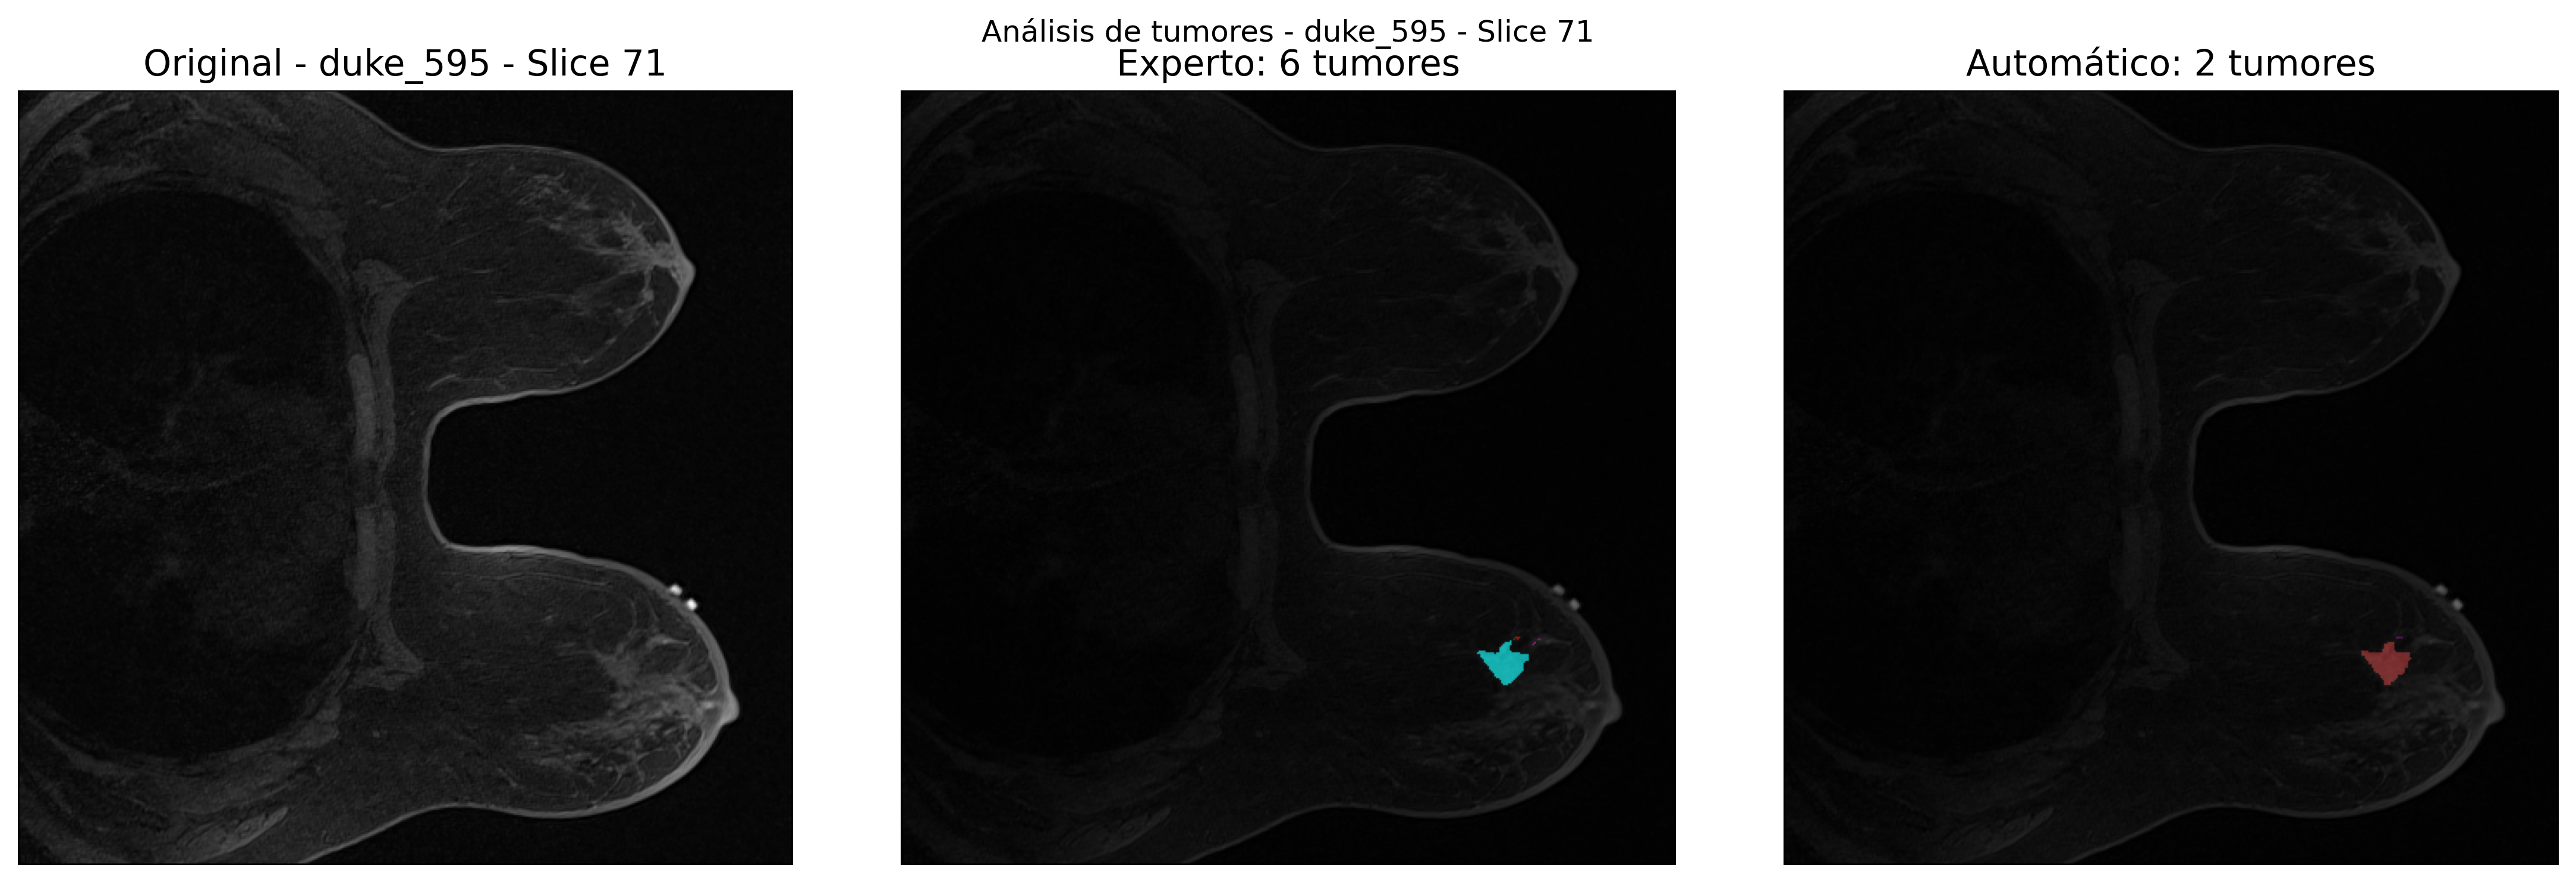 Análisis de tumores - duke_595 - Slice 71
Original - duke_595 - Slice 71
Experto: 6 tumores
Automático: 2 tumores